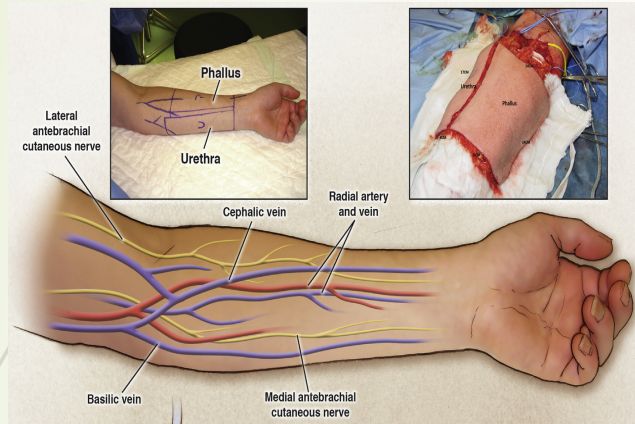 Phallus
Urethra
Urethra
Phallus
Lateral
antebrachial
cutaneous nerve
Cephalic vein
Radial artery
and vein
Basilic vein
Medial antebrachial
cutaneous nerve